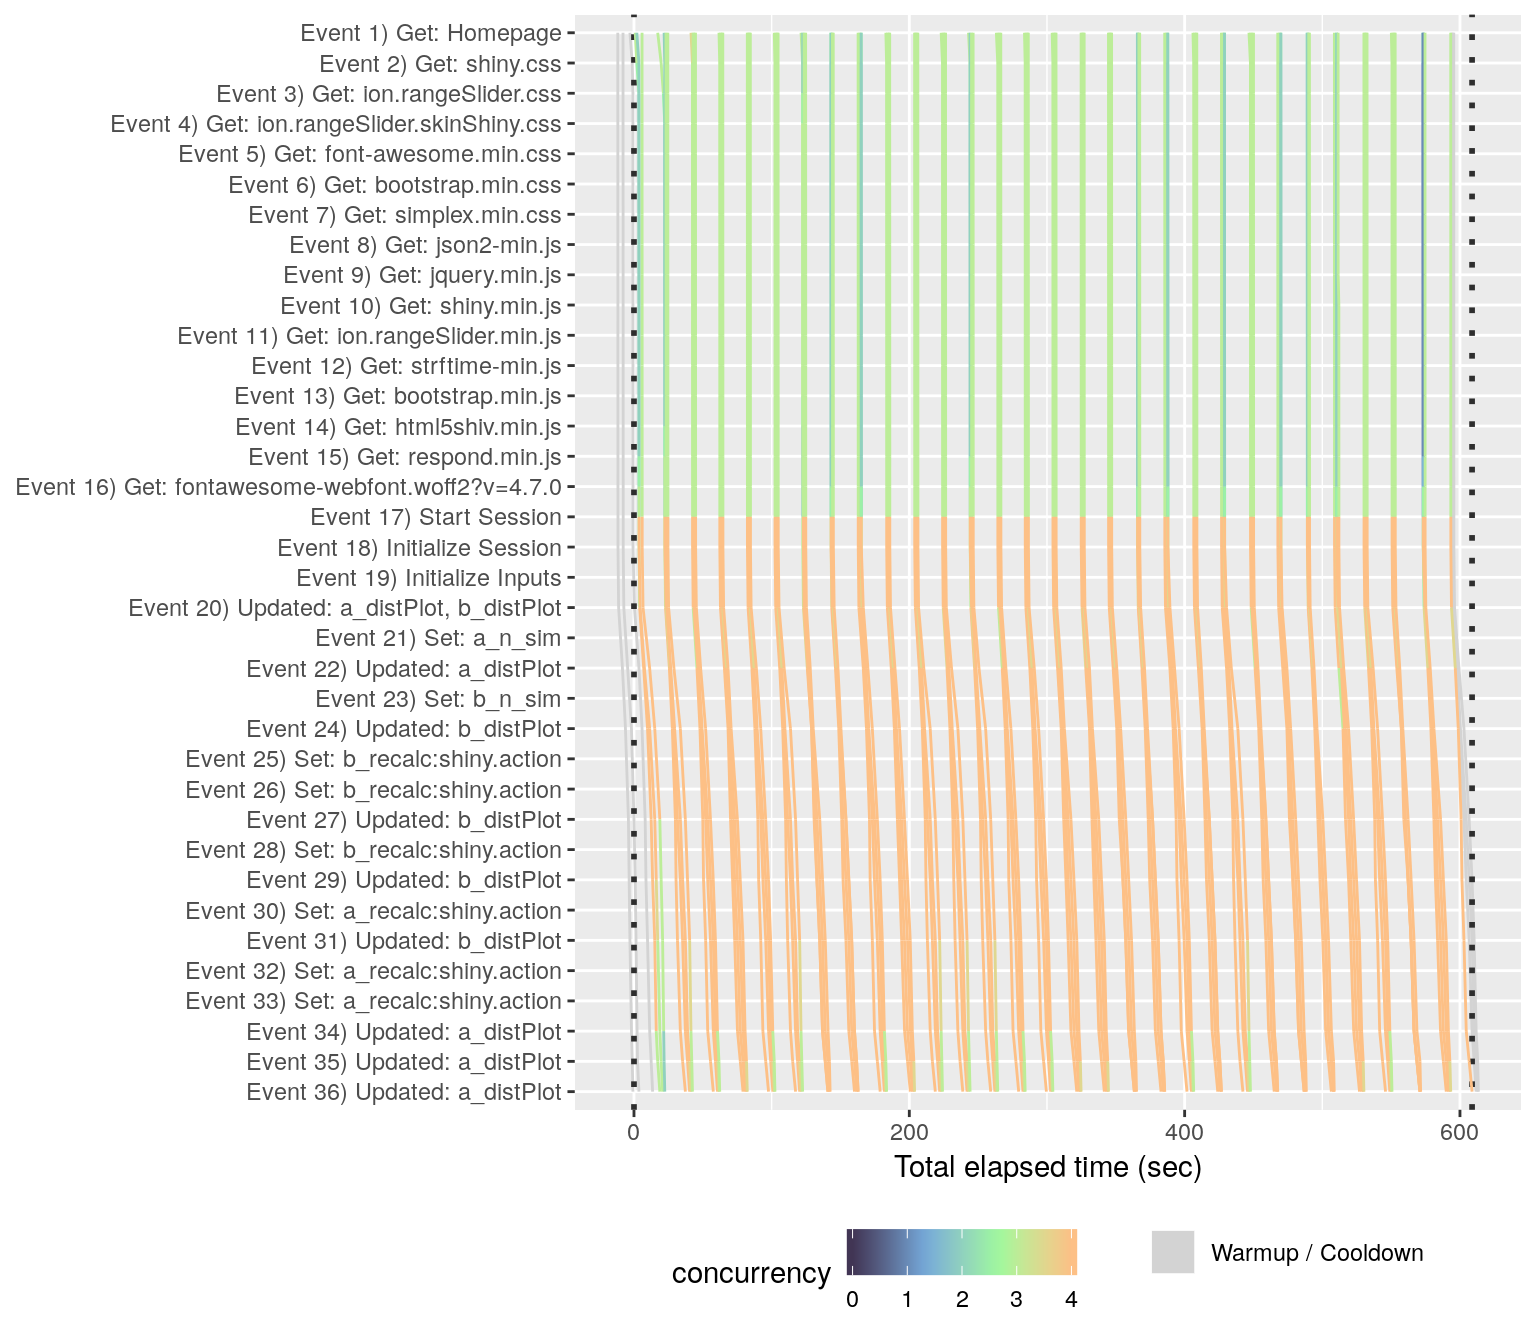 Event 1) Get: Homepage
Event 2) Get: shiny.css
Event 3) Get: ion.rangeSlider.css
Event 4) Get: ion.rangeSlider.skinShiny.css
Event 5) Get: font-awesome.min.css
Event 6) Get: bootstrap.min.css
Event 7) Get: simplex.min.css
Event 8) Get: json2-min.js
Event 9) Get: jquery.min.js
Event 10) Get: shiny.min.js
Event 11) Get: ion.rangeSlider.min.js
Event 12) Get: strftime-min.js
Event 13) Get: bootstrap.min.js
Event 14) Get: html5shiv.min.js
Event 15) Get: respond.min.js
Event 16) Get: fontawesome-webfont.woff2?v=4.7.0
Event 17) Start Session
Event 18) Initialize Session
Event 19) Initialize Inputs
Event 20) Updated: a_distPlot, b_distPlot
Event 21) Set: a_n_sim
Event 22) Updated: a_distPlot
Event 23) Set: b_n_sim
Event 24) Updated: b_distPlot
Event 25) Set: b_recalc:shiny.action
Event 26) Set: b_recalc:shiny.action
Event 27) Updated: b_distPlot
Event 28) Set: b_recalc:shiny.action
Event 29) Updated: b_distPlot
Event 30) Set: a_recalc:shiny.action
Event 31) Updated: b_distPlot
Event 32) Set: a_recalc:shiny.action
Event 33) Set: a_recalc:shiny.action
Event 34) Updated: a_distPlot
Event 35) Updated: a_distPlot
Event 36) Updated: a_distPlot
0 200 400 600
Total elapsed time (sec)
concurrency
0 1 2 3 4
Warmup / Cooldown